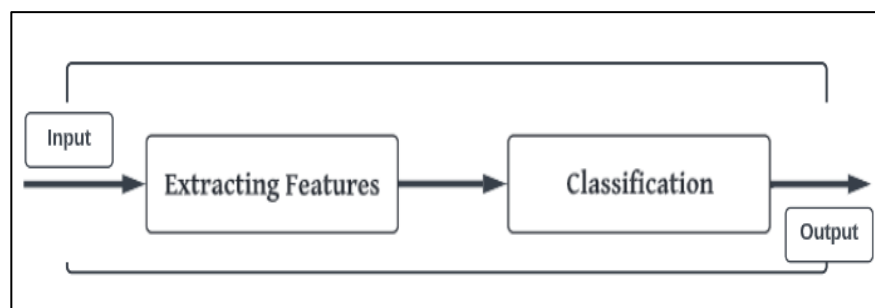 Input
Extracting Features
Classification
Output